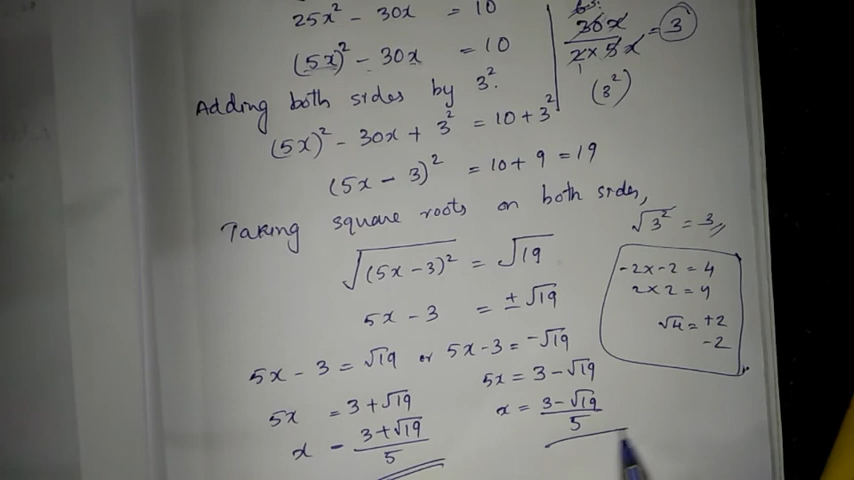 25x² - 30x = 10
(5x)² - 30x = 10
30x / 2 × 5x = 3
(3²)
Adding both sides by 3².
(5x)² - 30x + 3² = 10 + 3²
(5x - 3)² = 10 + 9 = 19
Taking square roots on both sides,
√3² = 3
√(5x - 3)² = √19
5x - 3 = ± √19
-2 x -2 = 4
2 x 2 = 4
√4 = +2
-2
5x - 3 = √19 or 5x - 3 = -√19
5x = 3 + √19
5x = 3 - √19
x = 3 + √19 / 5
x = 3 - √19 / 5